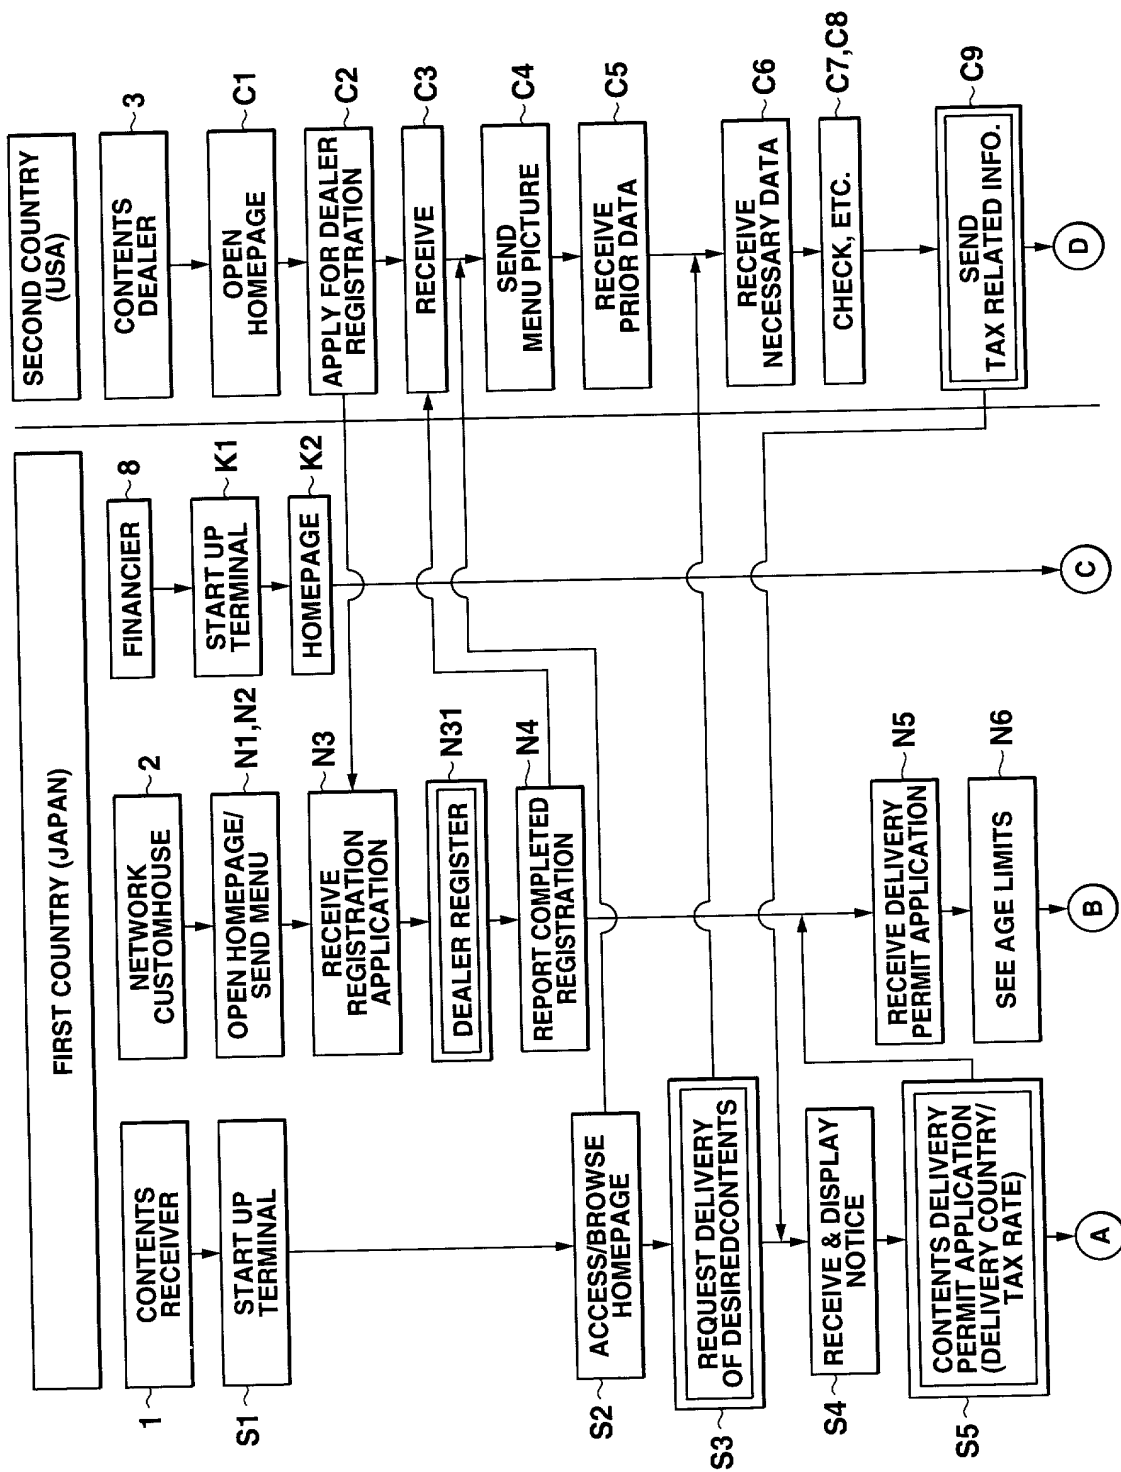 FIRST COUNTRY (JAPAN)
SECOND COUNTRY
(USA)
1
CONTENTS
RECEIVER
2
NETWORK
CUSTOMHOUSE
FINANCIER
8
CONTENTS
DEALER
3
S1
START UP
TERMINAL
OPEN HOMEPAGE/
SEND MENU
N1,N2
START UP
TERMINAL
K1
OPEN
HOMEPAGE
C1
RECEIVE
REGISTRATION
APPLICATION
N3
HOMEPAGE
K2
APPLY FOR DEALER
REGISTRATION
C2
DEALER REGISTER
N31
RECEIVE
C3
REPORT COMPLETED
REGISTRATION
N4
SEND
MENU PICTURE
C4
S2
ACCESS/BROWSE
HOMEPAGE
RECEIVE
PRIOR DATA
C5
S3
REQUEST DELIVERY
OF DESIREDCONTENTS
RECEIVE
NECESSARY DATA
C6
S4
RECEIVE & DISPLAY
NOTICE
CHECK, ETC.
C7,C8
RECEIVE DELIVERY
PERMIT APPLICATION
N5
S5
CONTENTS DELIVERY
PERMIT APPLICATION
(DELIVERY COUNTRY/
TAX RATE)
SEE AGE LIMITS
N6
SEND
TAX RELATED INFO.
C9
A
B
C
D